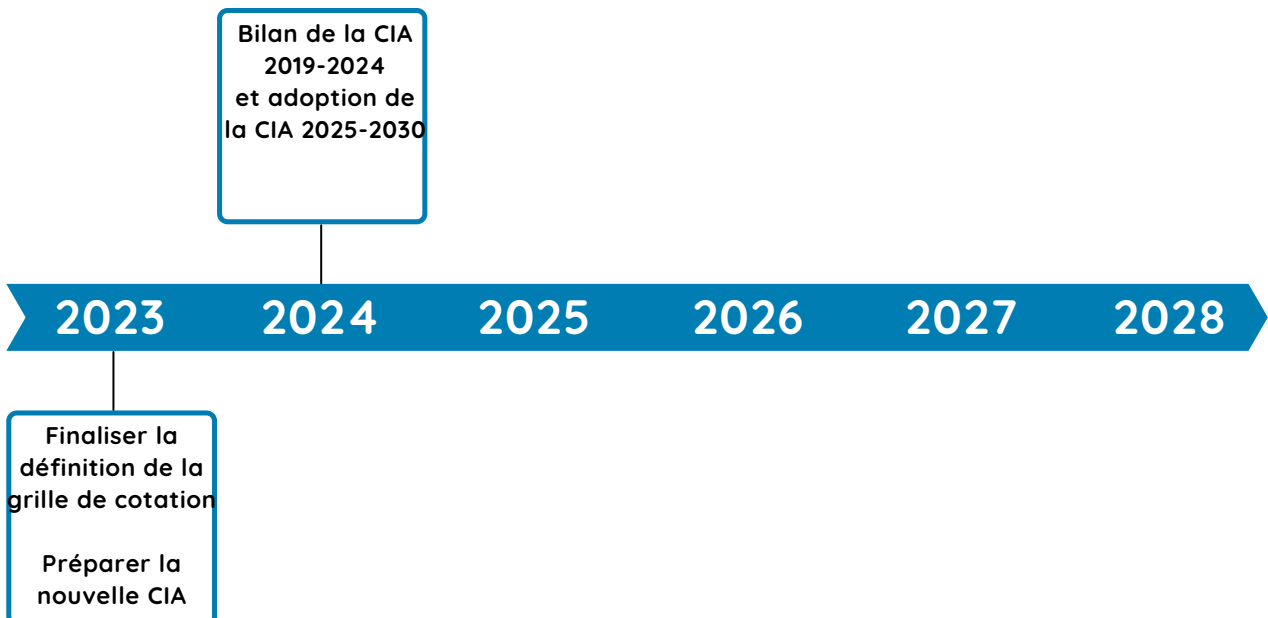 Bilan de la CIA
2019-2024
et adoption de
la CIA 2025-2030
2023 2024 2025 2026 2027 2028
Finaliser la
définition de la
grille de cotation
Préparer la
nouvelle CIA